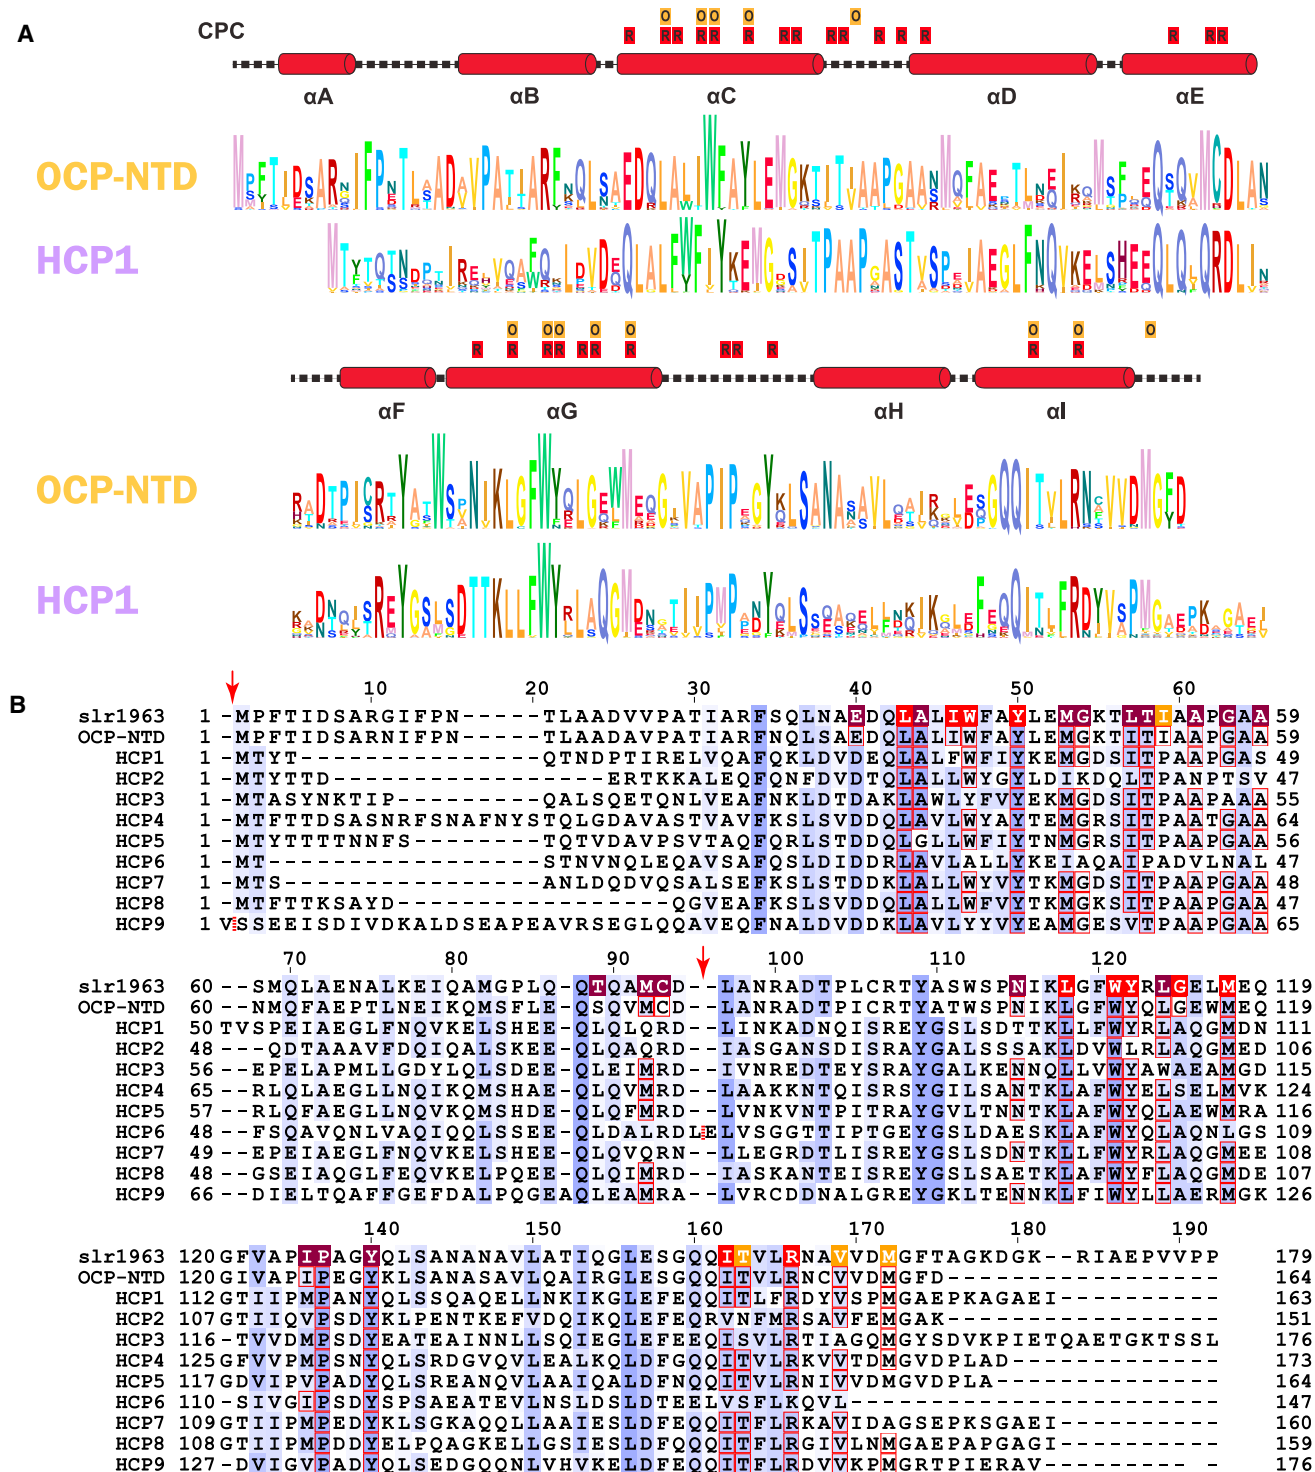 A
CPC
O O O O O
R R R R R R R R R R R R R R R R
αA αB αC αD αE
OCP-NTD
HCP1
O O O O O O O O
R R R R R R R R R R R R
αF αG αH αI
OCP-NTD
HCP1
B
10 20 30 40 50 60
slr1963 1 -MPFTIDSARGIFPN-----TLAADVVPATIARFSQLNAEDQLALIWFAYLEMGKTLTIAAPGAA 59
OCP-NTD 1 -MPFTIDSARNIFPN-----TLAADAVPATIARFNQLSAEDQLALIWFAYLEMGKTITIAAPGAA 59
HCP1 1 -MTYT---------------QTNDPTIRELVQAFQKLDVDEQLALFWFIYKEMGDSITPAAPGAS 49
HCP2 1 -MTYTTD-----------------ERTKKALEQFQNFDVDTQLALLWYGYLDIKDQLTPANPTSV 47
HCP3 1 -MTASYNKTIP---------QALSQETQNLVEAFNKLDTDAKLAWLYFVYEKMGDSITPAAPAAA 55
HCP4 1 -MTFTTDSASNRFSNAFNYSTQLGDAVASTVAVFKSLSVDDQLAVLWYAYTEMGRSITPAATGAA 64
HCP5 1 -MTYTTTTNNFS--------TQTVDAVPSVTAQFQRLSTDDQLGLLWFIYTNMGRSITPAAPGAA 56
HCP6 1 -MT-----------------STNVNQLEQAVSAFQSLDIDDRLAVLALLYKEIAQAIPADVLNAL 47
HCP7 1 -MTS----------------ANLDQDVQSALSEFKSLSTDDKLALLWYVYTKMGDSITPAAPGAA 48
HCP8 1 -MTFTTKSAYD-----------------QGVEAFKSLSVDDKLALLWFVYTKMGKSITPAAPGAA 47
HCP9 1 VSSEEISDIVDKALDSEAPEAVRSEGLQQAVEQFNALDVDDKLAVLYYVYEAMGESVTPAAPGAA 65
70 80 90 100 110 120
slr1963 60 --SMQLAENALKEIQAMGPLQ-QTQAMCD--LANRADTPLCRTYASWSPNIKLGFWYRLGELMEQ 119
OCP-NTD 60 --NMQFAEPTLNEIKQMSFLE-QSQVMCD--LANRADTPICRTYATWSPNIKLGFWYQLGEWMEQ 119
HCP1 50 TVSPEIAEGLFNQVKELSHEE-QLQLQRD--LINKADNQISREYGSLSDTTKLLFWYRLAQGMDN 111
HCP2 48 --QDTAAAVFDQIQALSKEE-QLQAQRD--IASGANSDISRAYGALSSSAKLDVWLRLAQGMED 106
HCP3 56 --EPELAPMLLGDYLQLSDEE-QLEIMRD--IVNREDTEYSRAYGALKENNQLLVWYAWAEAMGD 115
HCP4 65 --RLQLAEGLLNQIKQMSHAE-QLQVMRD--LAAKKNTQISRSYGILSANTKLAFWYELSELMVK 124
HCP5 57 --RLQFAEGLLNQVKQMSHDE-QLQFMRD--LVNKVNTPITRAYGVLTNNTKLAFWYQLAEWMRA 116
HCP6 48 --FSQAVQNLVAQIQQLSSEE-QLDALRDLELVSGGTTIPTGEYGSLDAESKLAFWYQLAQNLGS 109
HCP7 49 --EPEIAEGLFNQVKELSHEE-QLQVQRN--LLEGRDTLISREYGSLSDNTKLAFWYRLAQGMEE 108
HCP8 48 --GSEIAQGLFEQVKELPQEE-QLQIMRD--IASKANTEISREYGSLSAETKLAFWYFLAQGMDE 107
HCP9 66 --DIELTQAFFGEFDALPQGEAQLEAMRA--LVRCDDNALGREYGKLTENNKLFIWYLLAERMGK 126
140 150 160 170 180 190
slr1963 120 GFVAPIPAGYQLSANANAVLATIQGLESGQQITVLRNAVVDMGFTAGKDGK--RIAEPVVPP 179
OCP-NTD 120 GIVAPIPEGYKLSANASAVLQAIRGLESGQQITVLRNCVVDMGFD----------------- 164
HCP1 112 GTIIPMPANYQLSSQAQELLNKIKGLEFEQQITLFRDYVSPMGAEPKAGAEI---------- 163
HCP2 107 GTIIQVPSDYKLPENTKEFVDQIKQLEFEQRVNFMRSAVFEMGAK----------------- 151
HCP3 116 -TVVDMPSDYEATEAINNLLSQIEGLEFEEQISVLRTIAGQMGYSDVKPIETQAETGKTSSL 176
HCP4 125 GFVVPMPSNYQLSRDGVQVLEALKQLDFGQQITVLRKVVTDMGVDPLAD------------- 173
HCP5 117 GDVIPVPADYQLSREANQVLAAIQALDFNQQITVLRNIVVDMGVDPLA-------------- 164
HCP6 110 -SIVGIPSDYSPSAEATEVLNSLDSLDTEELVSFLKQVL----------------------- 147
HCP7 109 GTIIPMPEDYKLSGKAQQLLAAIESLDFEQQITFLRKAVIDAGSEPKSGAEI---------- 160
HCP8 108 GTIIPMPDDYELPQAGKELLGSIESLDFQQQITFLRGIVLNMGAEPAPGAGI---------- 159
HCP9 127 -DVIGVPADYQLSEDGQQNLVHVKELDFEQQITFLRDVVKPMGRTPIERAV----------- 176